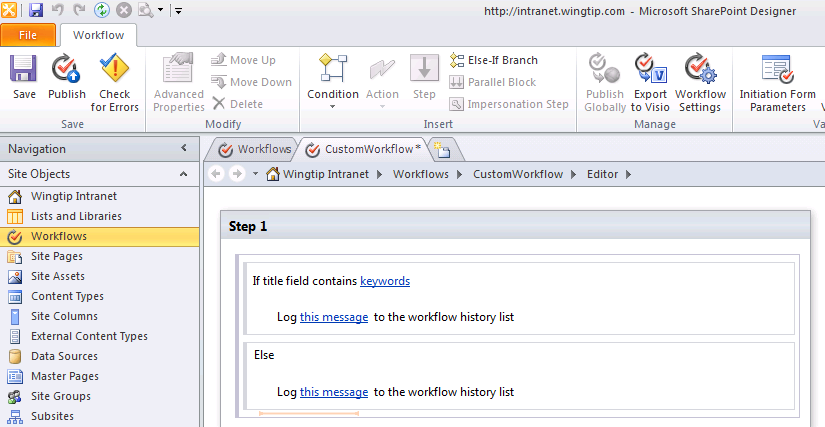 http://intranet.wingtip.com - Microsoft SharePoint Designer
File Workflow
Save Publish Check for Errors Advanced Properties Move Up Move Down Delete Condition Action Step Else-If Branch Parallel Block Impersonation Step Publish Globally Export to Visio Workflow Settings Initiation Form Parameters
Save Modify Insert Manage
Navigation < Workflows CustomWorkflow *
Site Objects Wingtip Intranet Workflows CustomWorkflow Editor
Wingtip Intranet
Lists and Libraries
Workflows
Site Pages
Site Assets
Content Types
Site Columns
External Content Types
Data Sources
Master Pages
Site Groups
Subsites
Step 1
If title field contains keywords
Log this message to the workflow history list
Else
Log this message to the workflow history list